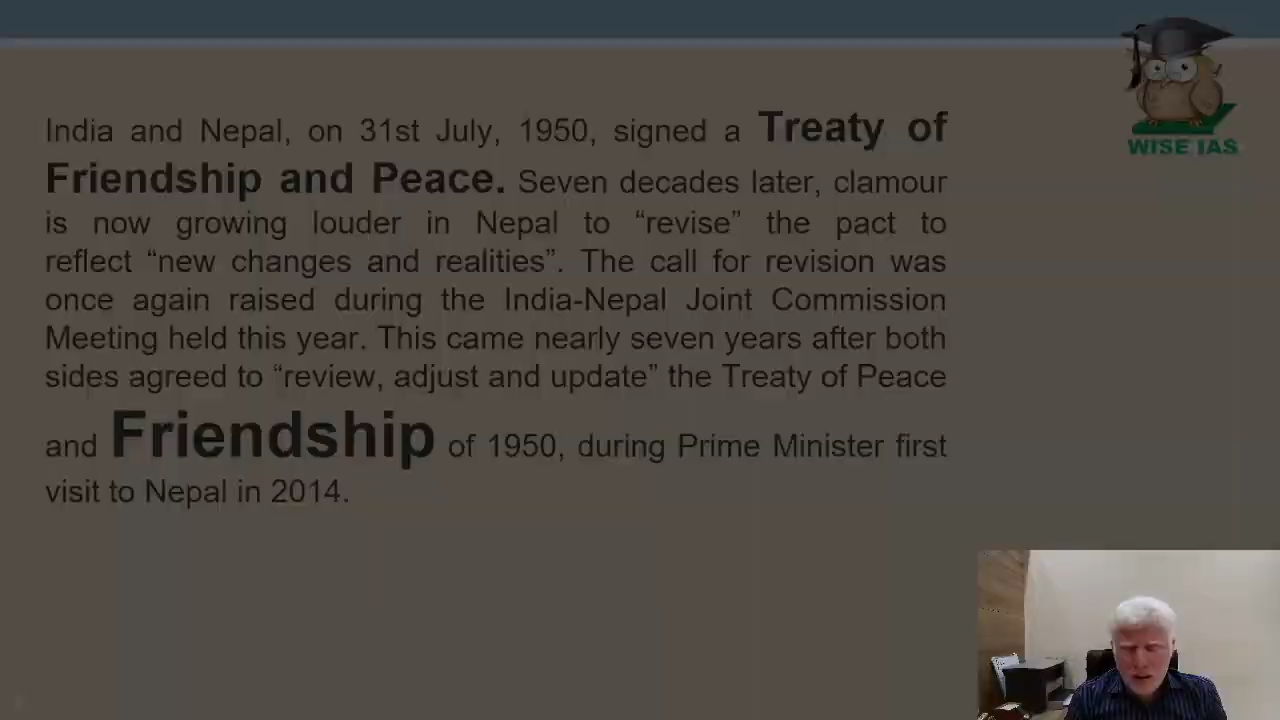 India and Nepal, on 31st July, 1950, signed a Treaty of
Friendship and Peace. Seven decades later, clamour
is now growing louder in Nepal to “revise” the pact to
reflect “new changes and realities”. The call for revision was
once again raised during the India-Nepal Joint Commission
Meeting held this year. This came nearly seven years after both
sides agreed to “review, adjust and update” the Treaty of Peace
and Friendship of 1950, during Prime Minister first
visit to Nepal in 2014.
WISE IAS